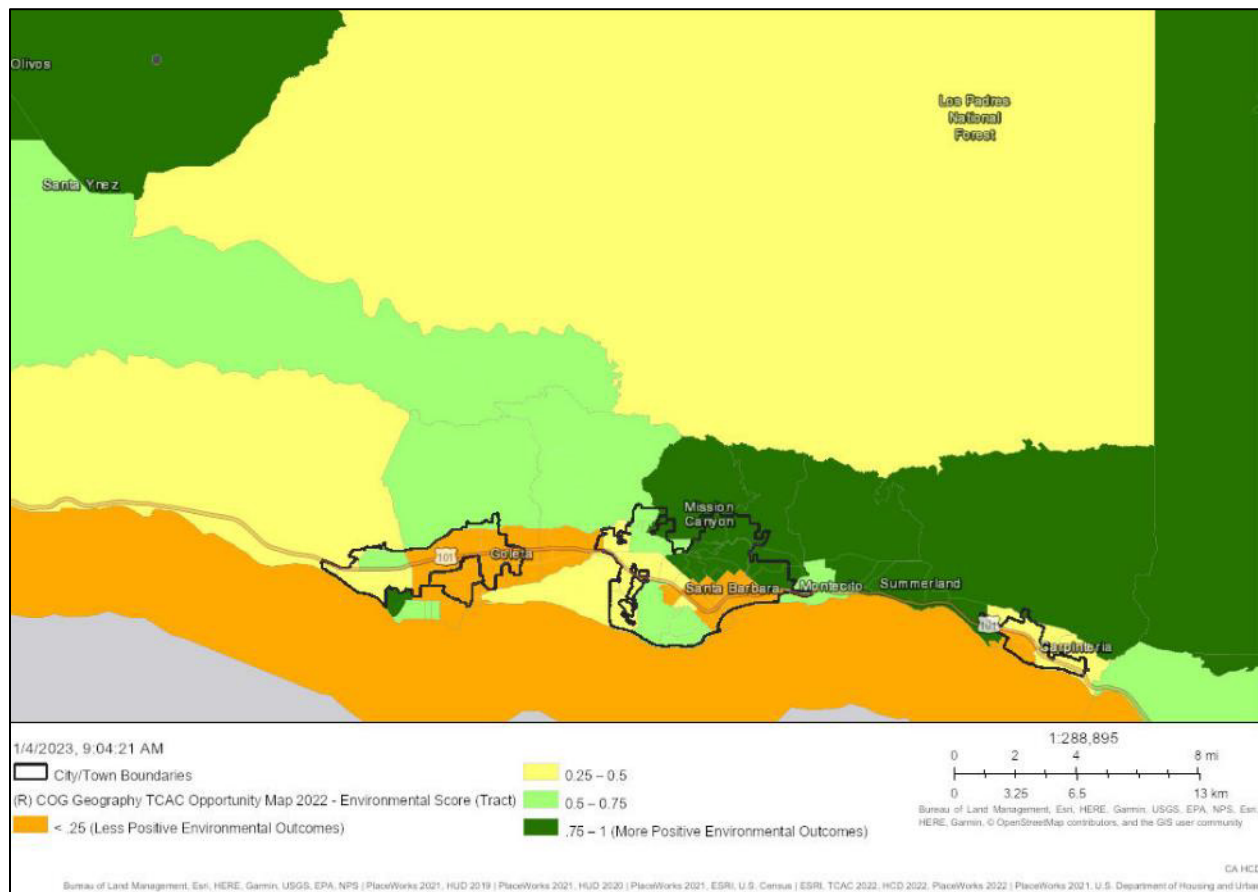 Olivos
Los Padres
National
Forest
Santa Ynez
Mission
Canyon
101
Goleta
Santa Barbara
Montecito
Summerland
101
Carpinteria
1/4/2023, 9:04:21 AM
City/Town Boundaries
(R) COG Geography TCAC Opportunity Map 2022 - Environmental Score (Tract)
< .25 (Less Positive Environmental Outcomes)
0.25 – 0.5
0.5 – 0.75
.75 – 1 (More Positive Environmental Outcomes)
1:288,895
0 2 4 8 mi
0 3.25 6.5 13 km
Bureau of Land Management, Esri, HERE, Garmin, USGS, EPA, NPS, Esri,
HERE, Garmin, © OpenStreetMap contributors, and the GIS user community
CA HCD
Bureau of Land Management, Esri, HERE, Garmin, USGS, EPA, NPS | PlaceWorks 2021, HUD 2019 | PlaceWorks 2021, HUD 2020 | PlaceWorks 2021, ESRI, U.S. Census | ESRI, TCAC 2022, HCD 2022, PlaceWorks 2022 | PlaceWorks 2021, U.S. Department of Housing and Urba